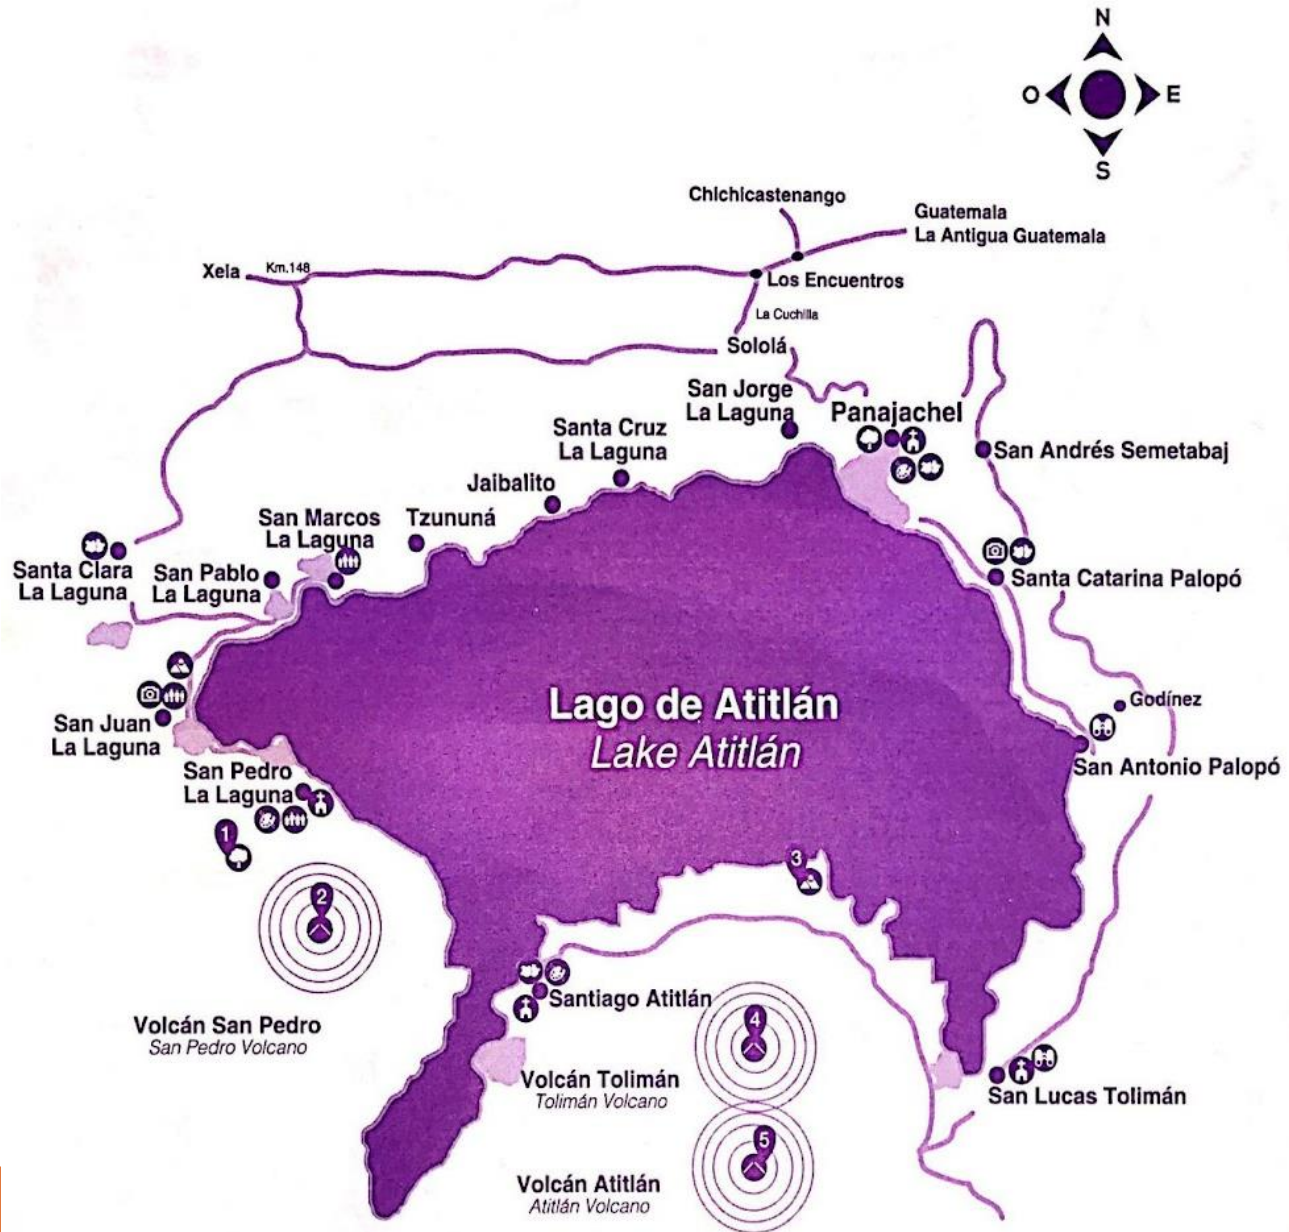 N
O
E
S
Chichicastenango
Guatemala
La Antigua Guatemala
Xela
Km.148
Los Encuentros
La Cuchilla
Sololá
San Jorge
La Laguna
Panajachel
Santa Cruz
La Laguna
San Andrés Semetabaj
Jaibalito
San Marcos
La Laguna
Tzununá
Santa Clara
La Laguna
San Pablo
La Laguna
Santa Catarina Palopó
Lago de Atitlán
Lake Atitlán
Godínez
San Juan
La Laguna
San Antonio Palopó
San Pedro
La Laguna
1
2
3
Santiago Atitlán
Volcán San Pedro
San Pedro Volcano
4
Volcán Tolimán
Tolimán Volcano
San Lucas Tolimán
5
Volcán Atitlán
Atitlán Volcano